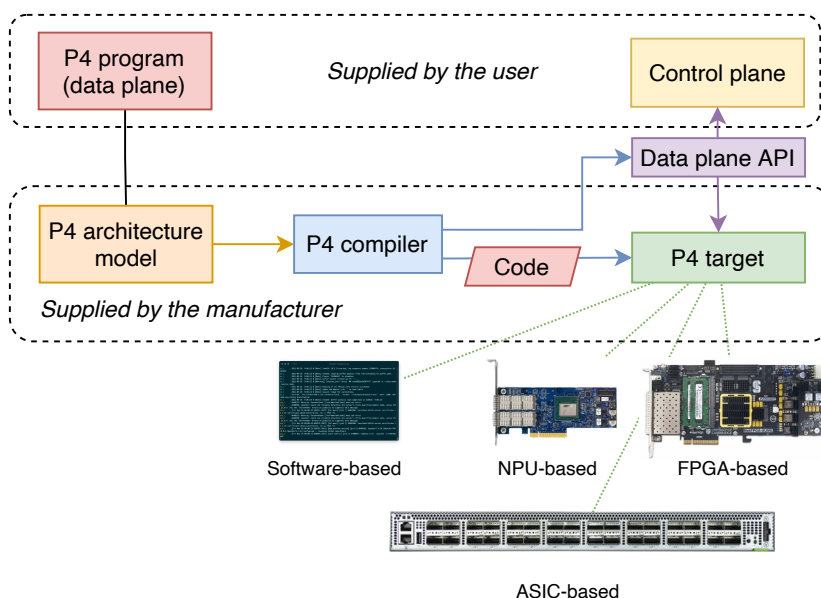 P4 program
(data plane)
Supplied by the user
Control plane
Data plane API
P4 architecture
model
P4 compiler
Code
P4 target
Supplied by the manufacturer
Software-based
NPU-based
FPGA-based
ASIC-based